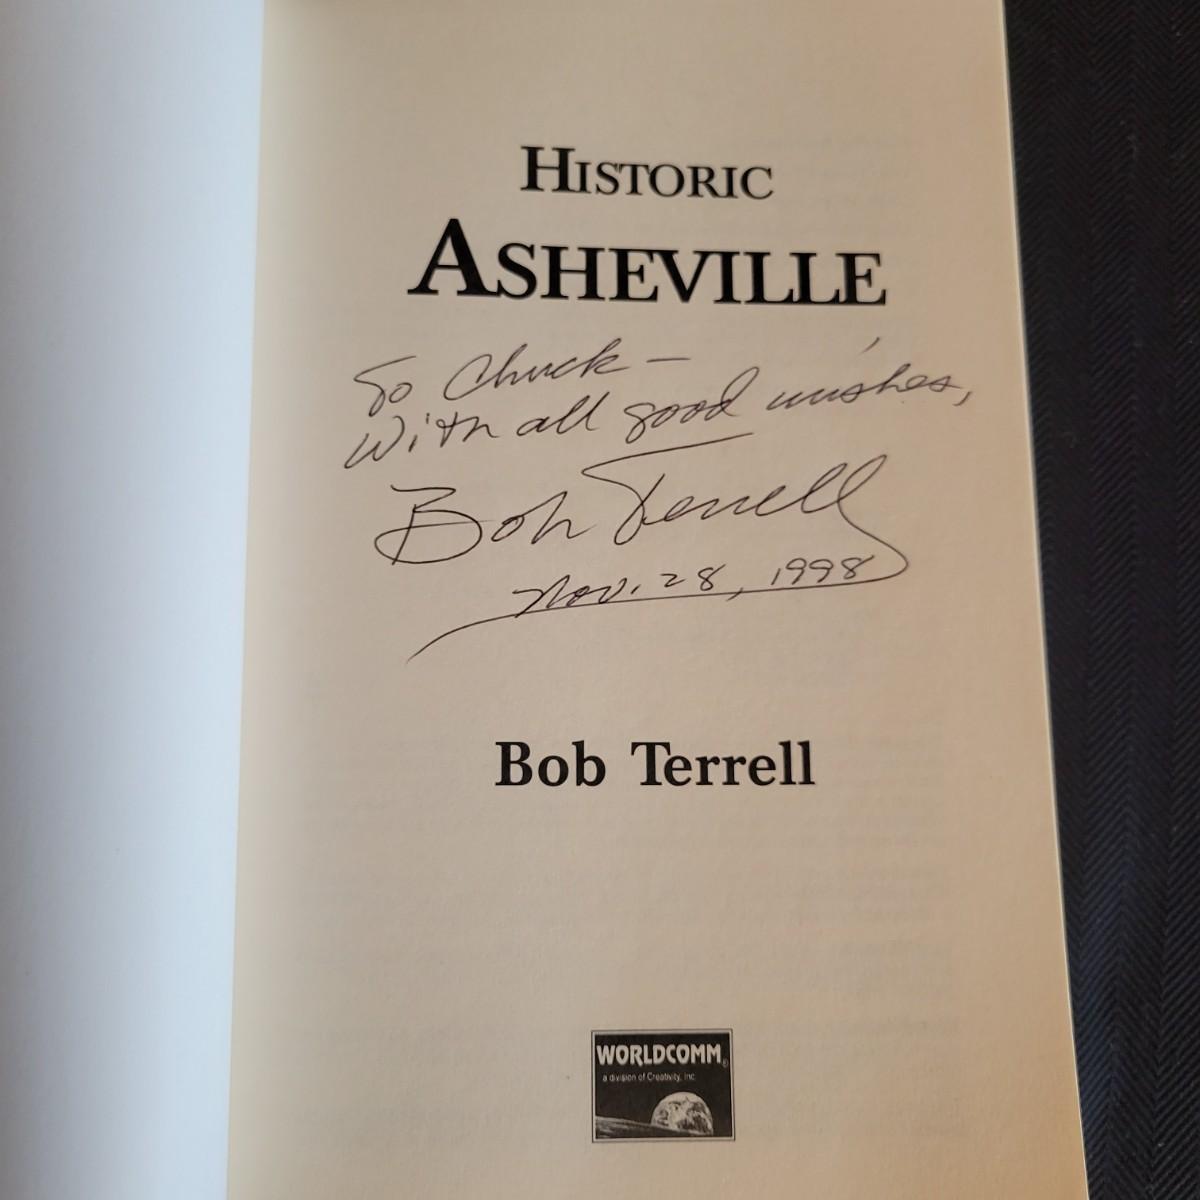 HISTORIC
ASHEVILLE
To Chuck —
With all good wishes,
Bob Terrell
Nov. 28, 1998
Bob Terrell
WORLDCOMM®
a division of Creativity, Inc.